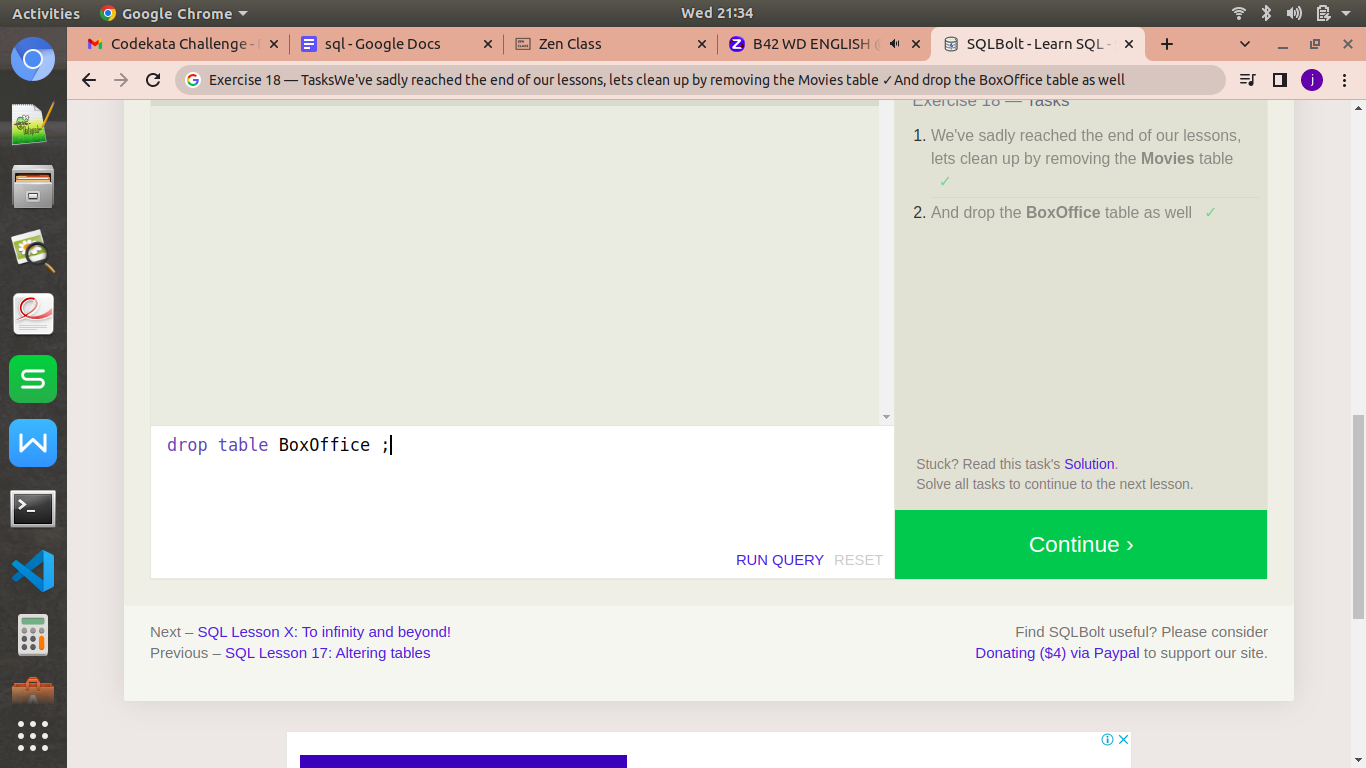 Activities
Google Chrome
Wed 21:34
Codekata Challenge -
sql - Google Docs
Zen Class
B42 WD ENGLISH
SQLBolt - Learn SQL -
Exercise 18 — TasksWe've sadly reached the end of our lessons, lets clean up by removing the Movies table ✓And drop the BoxOffice table as well
j
Exercise 18 — Tasks
1. We've sadly reached the end of our lessons,
lets clean up by removing the Movies table
✓
2. And drop the BoxOffice table as well ✓
drop table BoxOffice ;
RUN QUERY RESET
Stuck? Read this task's Solution.
Solve all tasks to continue to the next lesson.
Continue ›
Next – SQL Lesson X: To infinity and beyond!
Previous – SQL Lesson 17: Altering tables
Find SQLBolt useful? Please consider
Donating ($4) via Paypal to support our site.